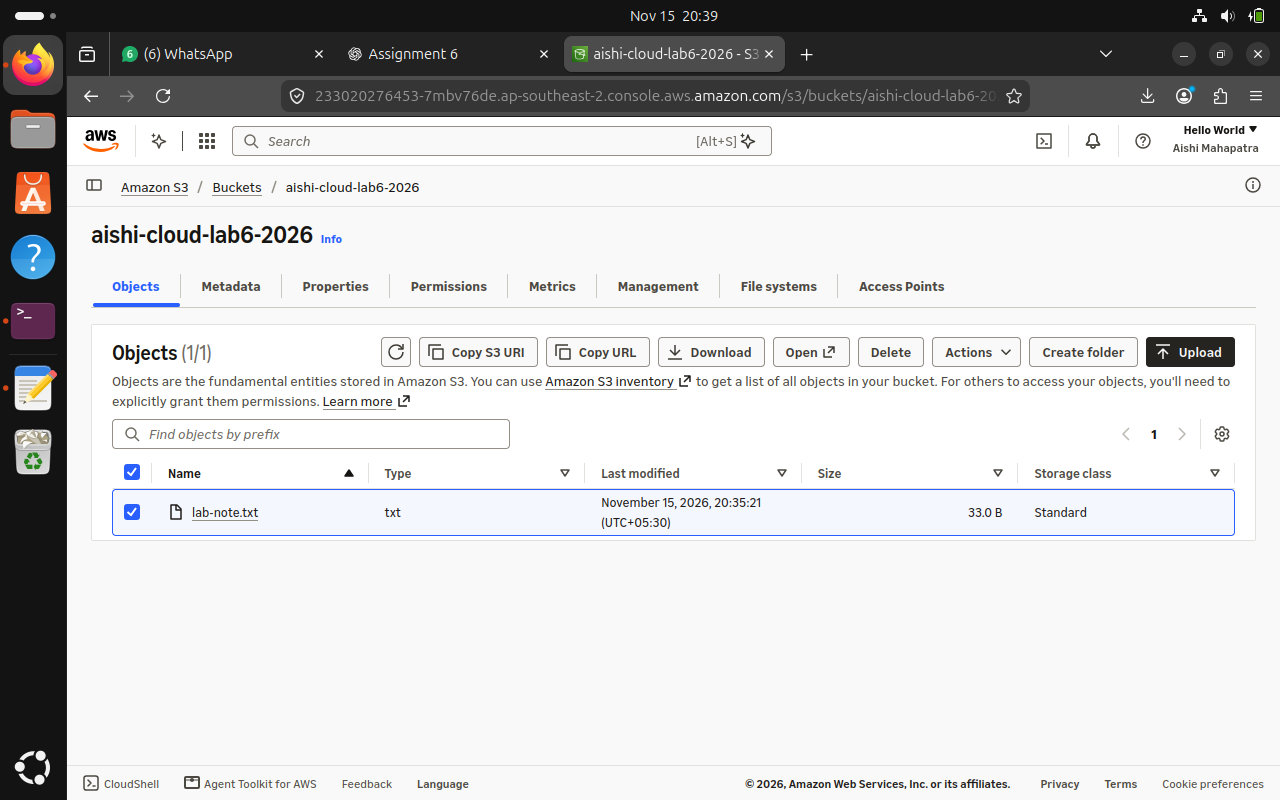 Nov 15 20:39
6 (6) WhatsApp
Assignment 6
aishi-cloud-lab6-2026 - S3
233020276453-7mbv76de.ap-southeast-2.console.aws.amazon.com/s3/buckets/aishi-cloud-lab6-20
aws
Search
[Alt+S]
Hello World
Aishi Mahapatra
Amazon S3 / Buckets / aishi-cloud-lab6-2026
aishi-cloud-lab6-2026 Info
Objects Metadata Properties Permissions Metrics Management File systems Access Points
Objects (1/1)
Copy S3 URI Copy URL Download Open Delete Actions Create folder Upload
Objects are the fundamental entities stored in Amazon S3. You can use Amazon S3 inventory to get a list of all objects in your bucket. For others to access your objects, you'll need to
explicitly grant them permissions. Learn more
Find objects by prefix
1
Name Type Last modified Size Storage class
lab-note.txt txt November 15, 2026, 20:35:21 33.0 B Standard
(UTC+05:30)
CloudShell Agent Toolkit for AWS Feedback Language © 2026, Amazon Web Services, Inc. or its affiliates. Privacy Terms Cookie preferences